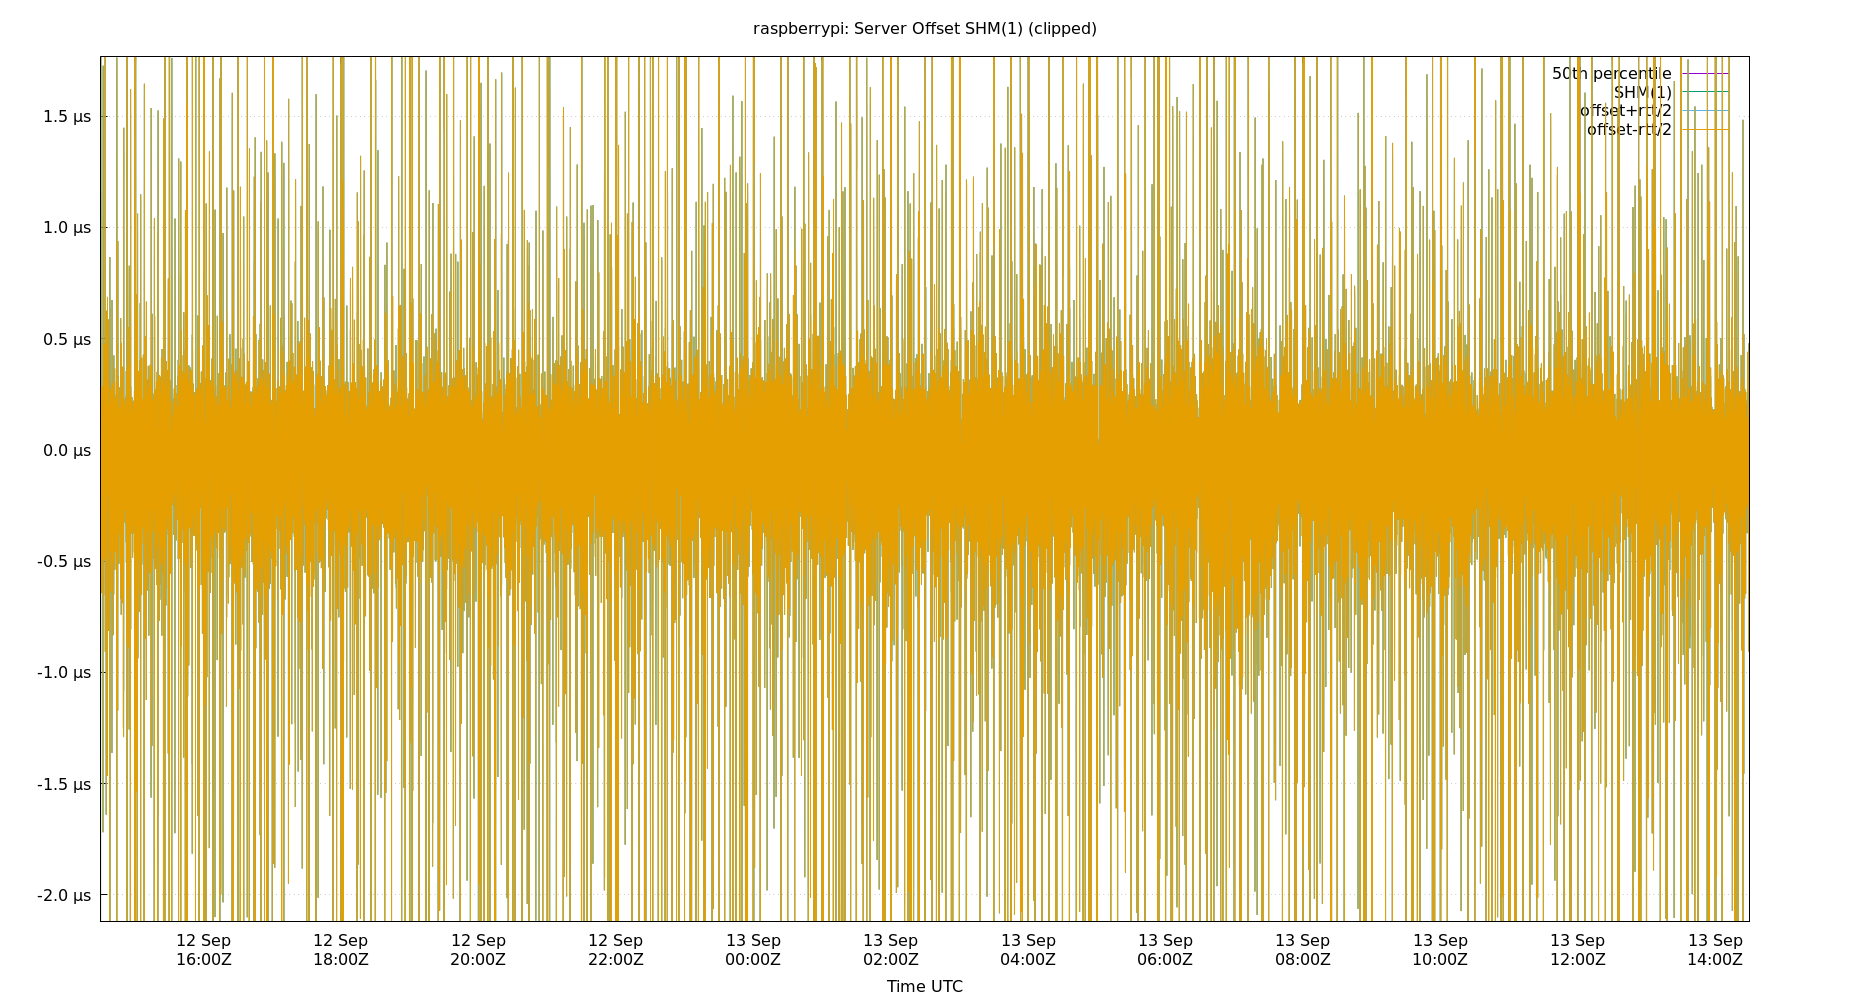 raspberrypi: Server Offset SHM(1) (clipped)
50th percentile
SHM(1)
offset+rtt/2
offset-rtt/2
1.5 µs
1.0 µs
0.5 µs
0.0 µs
-0.5 µs
-1.0 µs
-1.5 µs
-2.0 µs
12 Sep 12 Sep 12 Sep 12 Sep 13 Sep 13 Sep 13 Sep 13 Sep 13 Sep 13 Sep 13 Sep 13 Sep
16:00Z 18:00Z 20:00Z 22:00Z 00:00Z 02:00Z 04:00Z 06:00Z 08:00Z 10:00Z 12:00Z 14:00Z
Time UTC